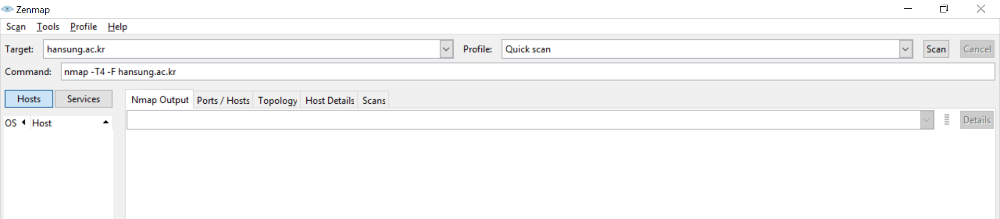 Zenmap
Scan Tools Profile Help
Target: hansung.ac.kr Profile: Quick scan Scan Cancel
Command: nmap -T4 -F hansung.ac.kr
Hosts Services Nmap Output Ports / Hosts Topology Host Details Scans
OS Host Details